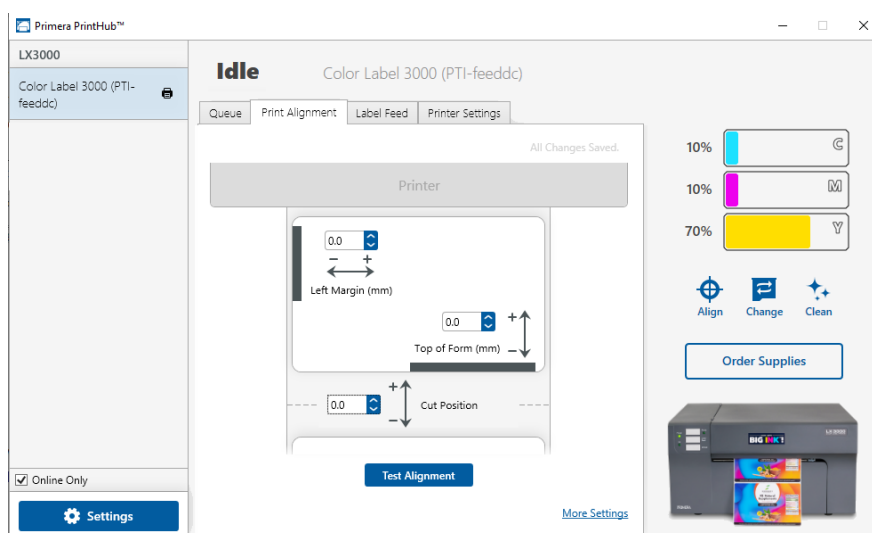 Primera PrintHub™
LX3000
Color Label 3000 (PTI-feeddc)
Idle
Color Label 3000 (PTI-feeddc)
Queue
Print Alignment
Label Feed
Printer Settings
All Changes Saved.
Printer
0.0
- +
Left Margin (mm)
0.0
+
Top of Form (mm)
-
+
0.0
Cut Position
-
Test Alignment
More Settings
10%
C
10%
M
70%
Y
Align
Change
Clean
Order Supplies
LX3000
BIG INK!
Online Only
Settings